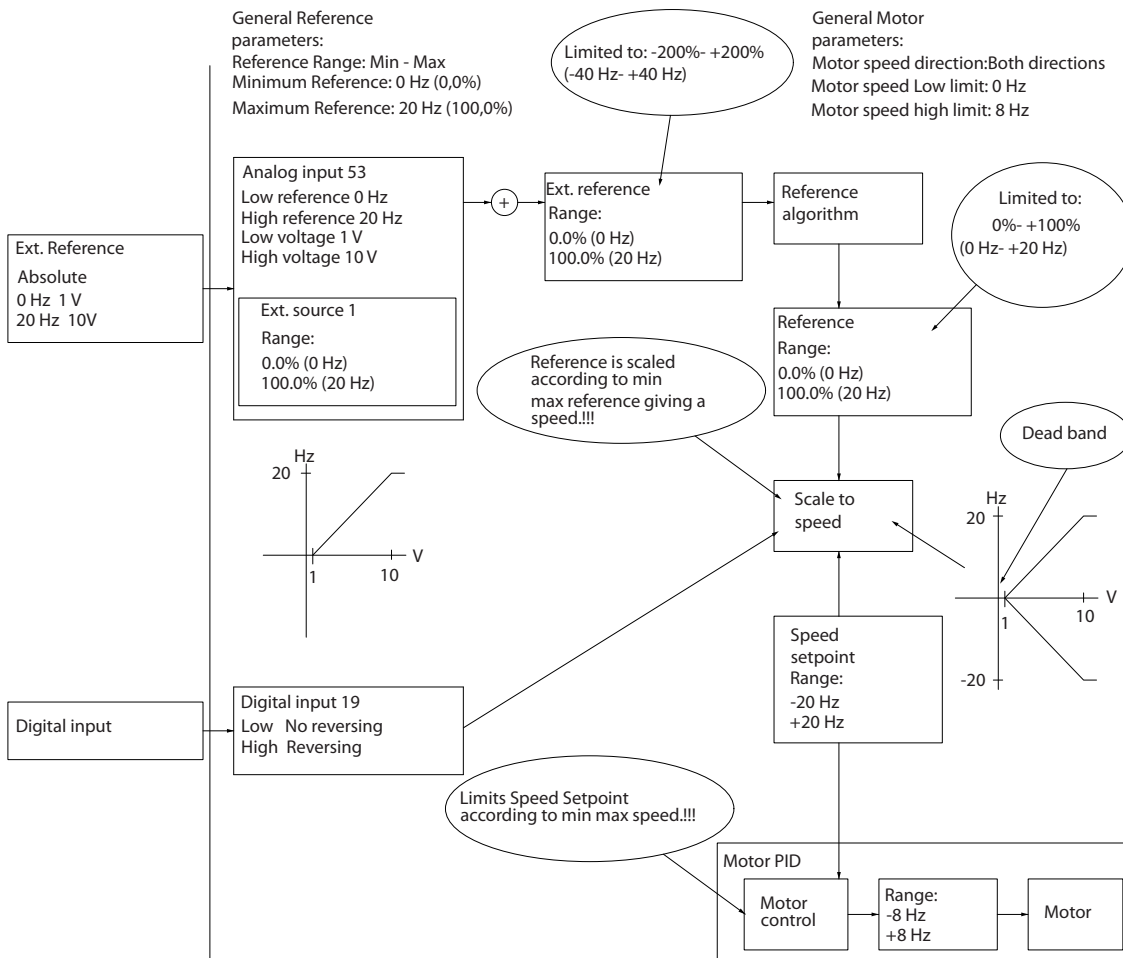 General Reference
parameters:
Reference Range: Min - Max
Minimum Reference: 0 Hz (0,0%)
Maximum Reference: 20 Hz (100,0%)
Limited to: -200%- +200%
(-40 Hz- +40 Hz)
General Motor
parameters:
Motor speed direction:Both directions
Motor speed Low limit: 0 Hz
Motor speed high limit: 8 Hz
Ext. Reference
Absolute
0 Hz 1 V
20 Hz 10V
Analog input 53
Low reference 0 Hz
High reference 20 Hz
Low voltage 1 V
High voltage 10 V
Ext. source 1
Range:
0.0% (0 Hz)
100.0% (20 Hz)
+
Ext. reference
Range:
0.0% (0 Hz)
100.0% (20 Hz)
Reference
algorithm
Limited to:
0%- +100%
(0 Hz- +20 Hz)
Reference
Range:
0.0% (0 Hz)
100.0% (20 Hz)
Reference is scaled
according to min
max reference giving a
speed.!!!
Dead band
Hz
20
V
1
10
Scale to
speed
Hz
20
V
1
10
-20
Speed
setpoint
Range:
-20 Hz
+20 Hz
Digital input
Digital input 19
Low No reversing
High Reversing
Limits Speed Setpoint
according to min max speed.!!!
Motor PID
Motor
control
Range:
-8 Hz
+8 Hz
Motor